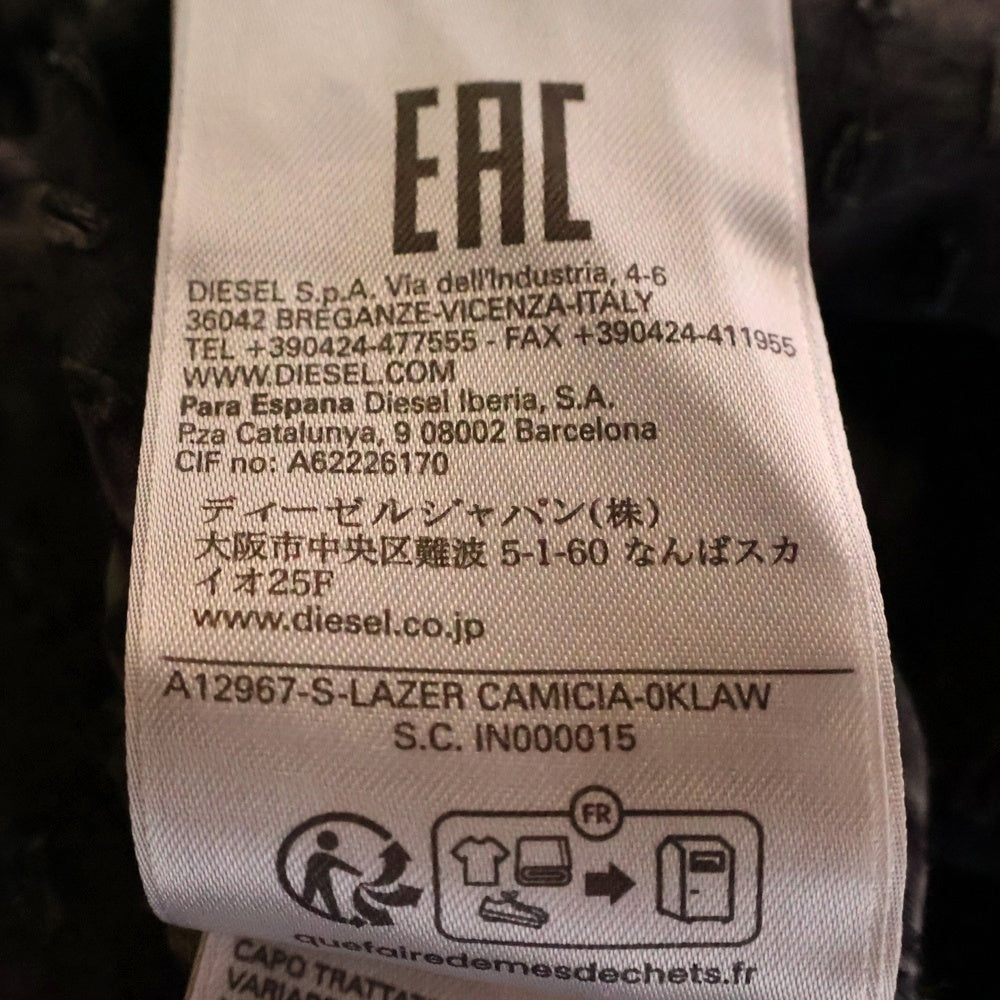 EAC
DIESEL S.p.A. Via dell'Industria, 4-6
36042 BREGANZE-VICENZA-ITALY
TEL +390424-477555 - FAX +390424-411955
WWW.DIESEL.COM
Para Espana Diesel Iberia, S.A.
P.za Catalunya, 9 08002 Barcelona
CIF no: A62226170
ディーゼルジャパン(株)
大阪市中央区難波 5-1-60 なんばスカ
イオ25F
www.diesel.co.jp
A12967-S-LAZER CAMICIA-0KLAW
S.C. IN000015
FR
quefairedemesdechets.fr
CAPO